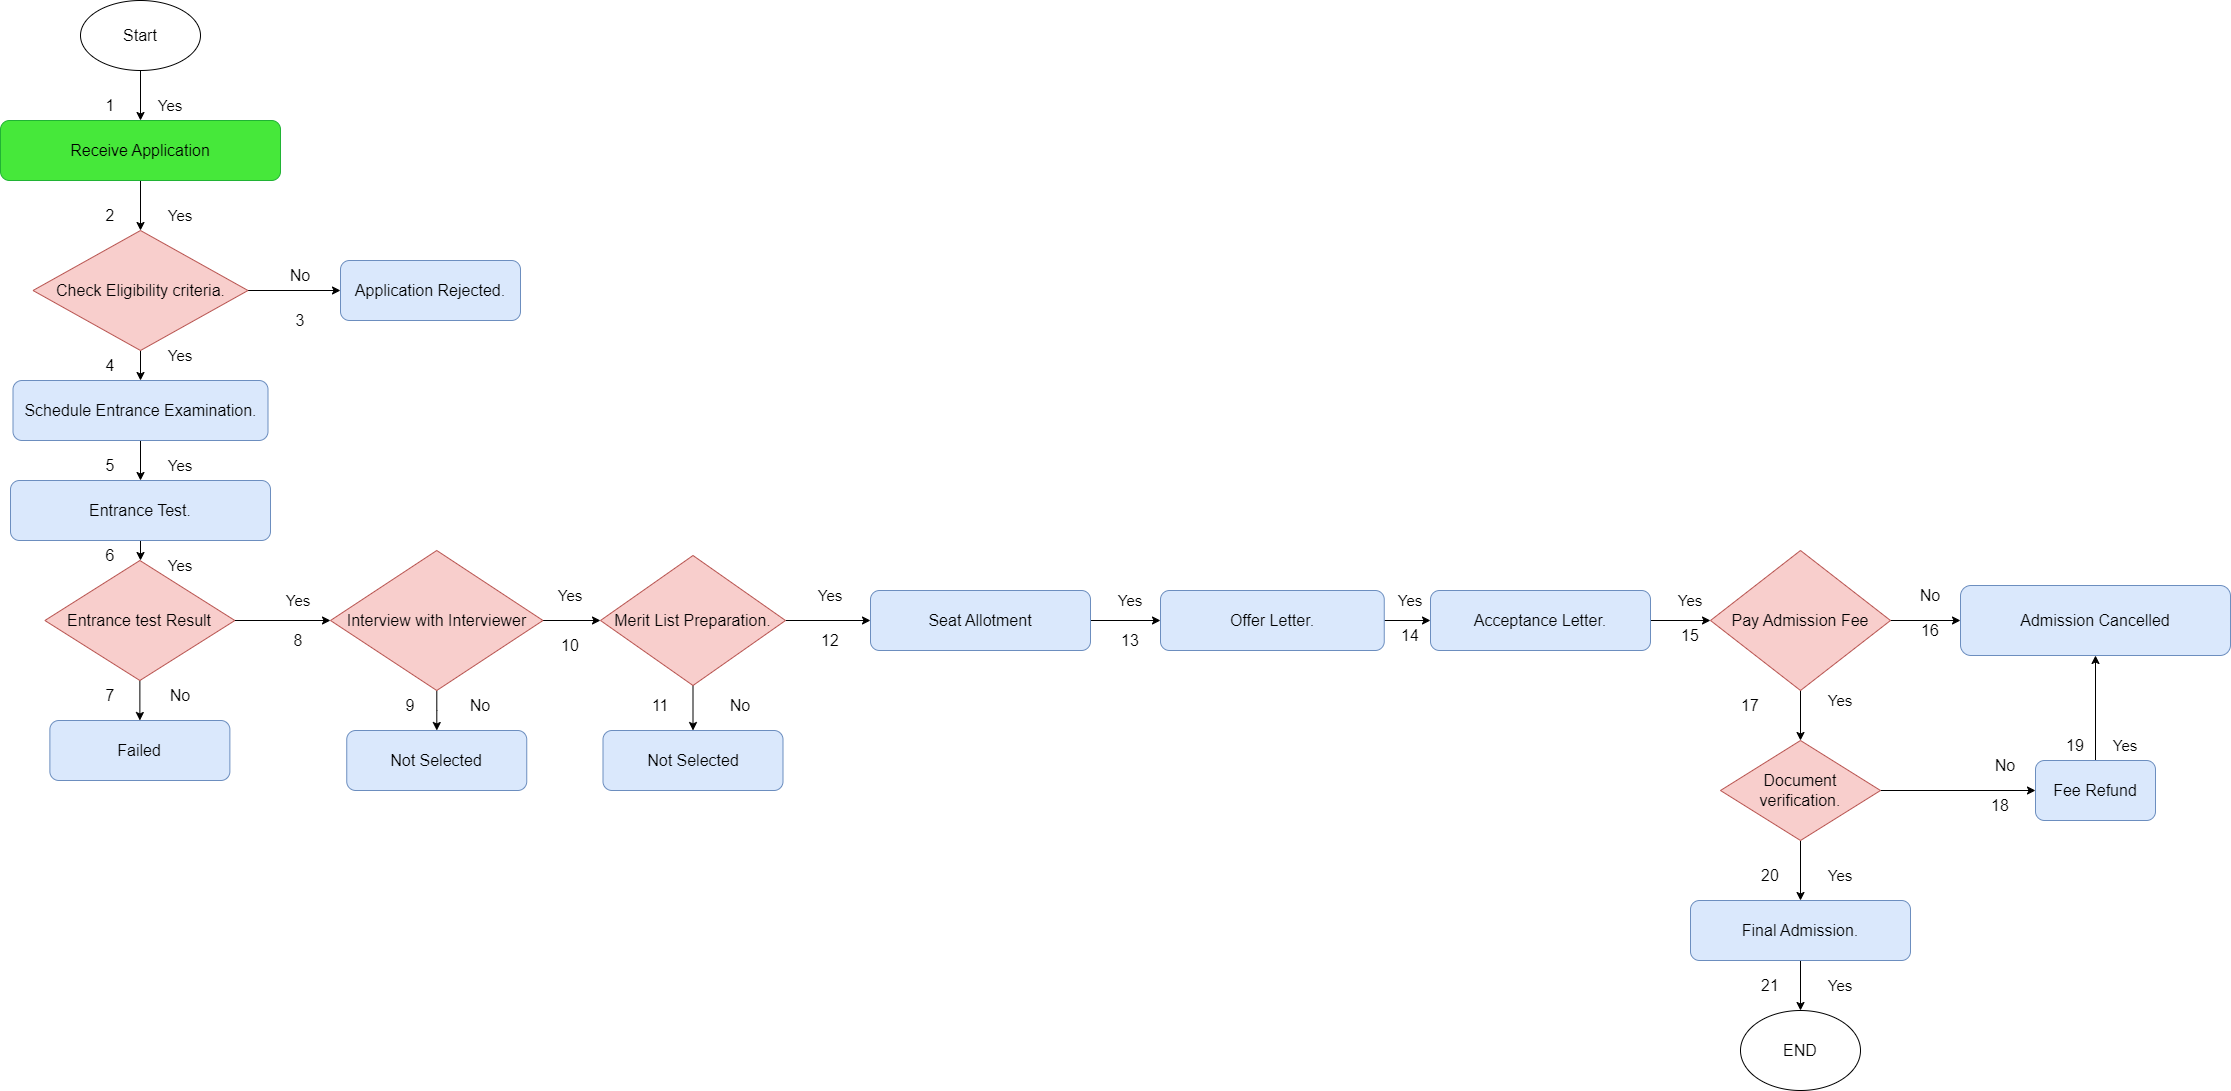 Start
1 Yes
Receive Application
2 Yes
Check Eligibility criteria.
No
3
Application Rejected.
4 Yes
Schedule Entrance Examination.
5 Yes
Entrance Test.
6 Yes
Entrance test Result
7 No
Failed
Yes
8
Interview with Interviewer
9 No
Not Selected
Yes
10
Merit List Preparation.
11 No
Not Selected
Yes
12
Seat Allotment
Yes
13
Offer Letter.
Yes
14
Acceptance Letter.
Yes
15
Pay Admission Fee
No
16
Admission Cancelled
17 Yes
Document
verification.
No
18
Fee Refund
19 Yes
20 Yes
Final Admission.
21 Yes
END